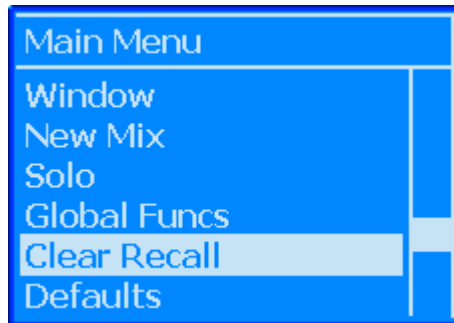 Main Menu
Window
New Mix
Solo
Global Funcs
Clear Recall
Defaults